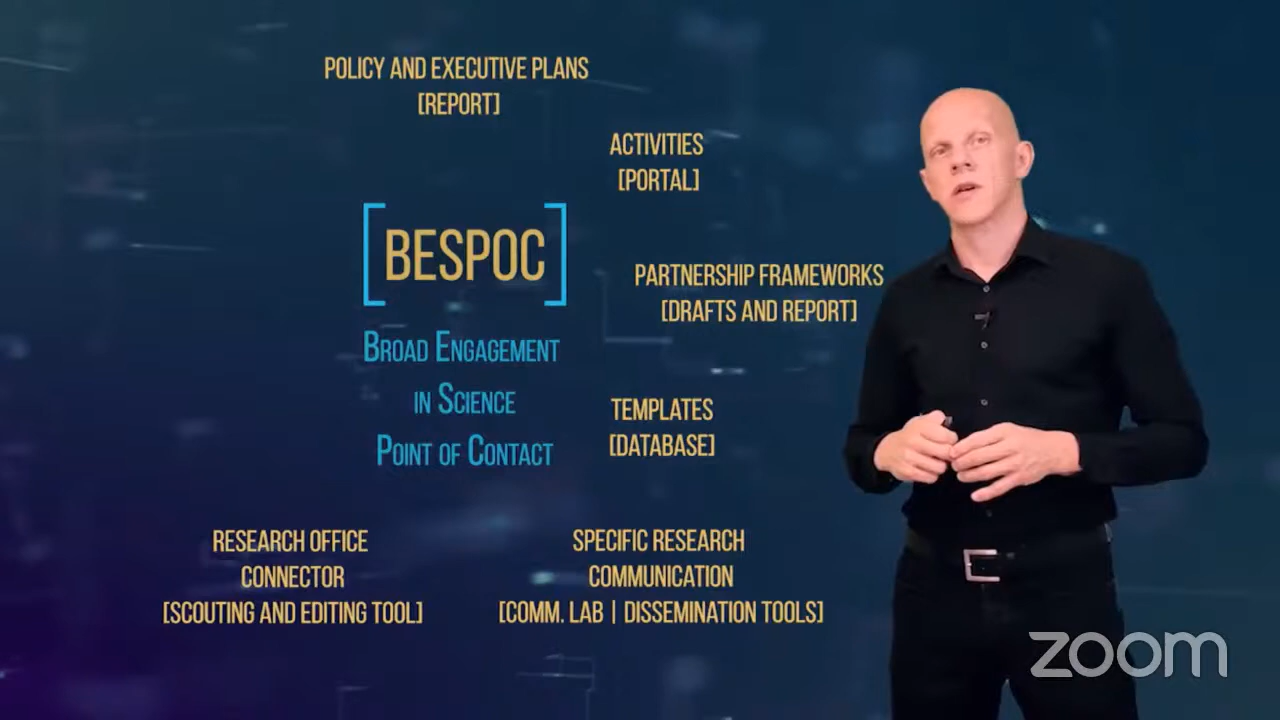 POLICY AND EXECUTIVE PLANS
[REPORT]
ACTIVITIES
[PORTAL]
[BESPOC]
BROAD ENGAGEMENT
IN SCIENCE
POINT OF CONTACT
PARTNERSHIP FRAMEWORKS
[DRAFTS AND REPORT]
TEMPLATES
[DATABASE]
RESEARCH OFFICE
CONNECTOR
[SCOUTING AND EDITING TOOL]
SPECIFIC RESEARCH
COMMUNICATION
[COMM. LAB | DISSEMINATION TOOLS]
zoom